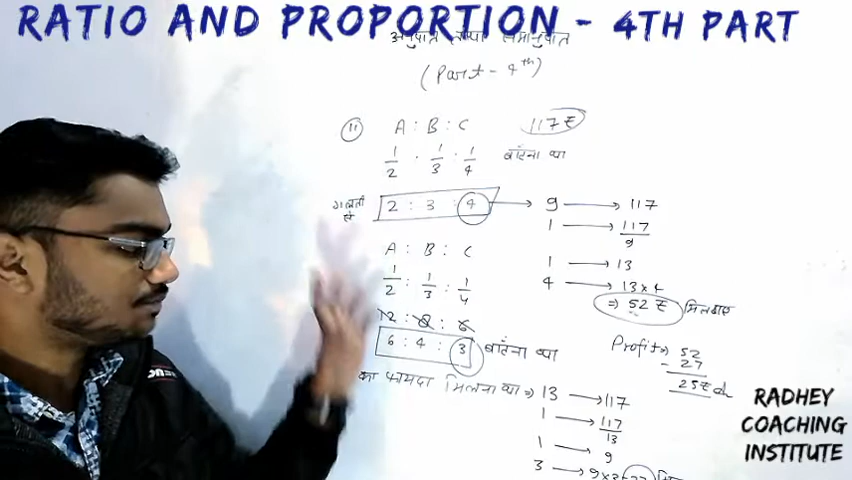 RATIO AND PROPORTION - 4TH PART
अनुपात तथा समानुपात
(Part - 4th)
11 A : B : C 117₹
1/2 : 1/3 : 1/4 बाँटना था
गलती से 2 : 3 : 4 → 9 → 117
1 → 117/9
A : B : C 1 → 13
1/2 : 1/3 : 1/4 4 → 13×4
⇒ 52 ₹
12 : 8 : 6
6 : 4 : 3 बाँटना था
Profit ⇒ 52
- 27
25₹
का फायदा मिलना था ⇒ 13 → 117
1 → 117/13
1 → 9
3 → 9×3
RADHEY
COACHING
INSTITUTE